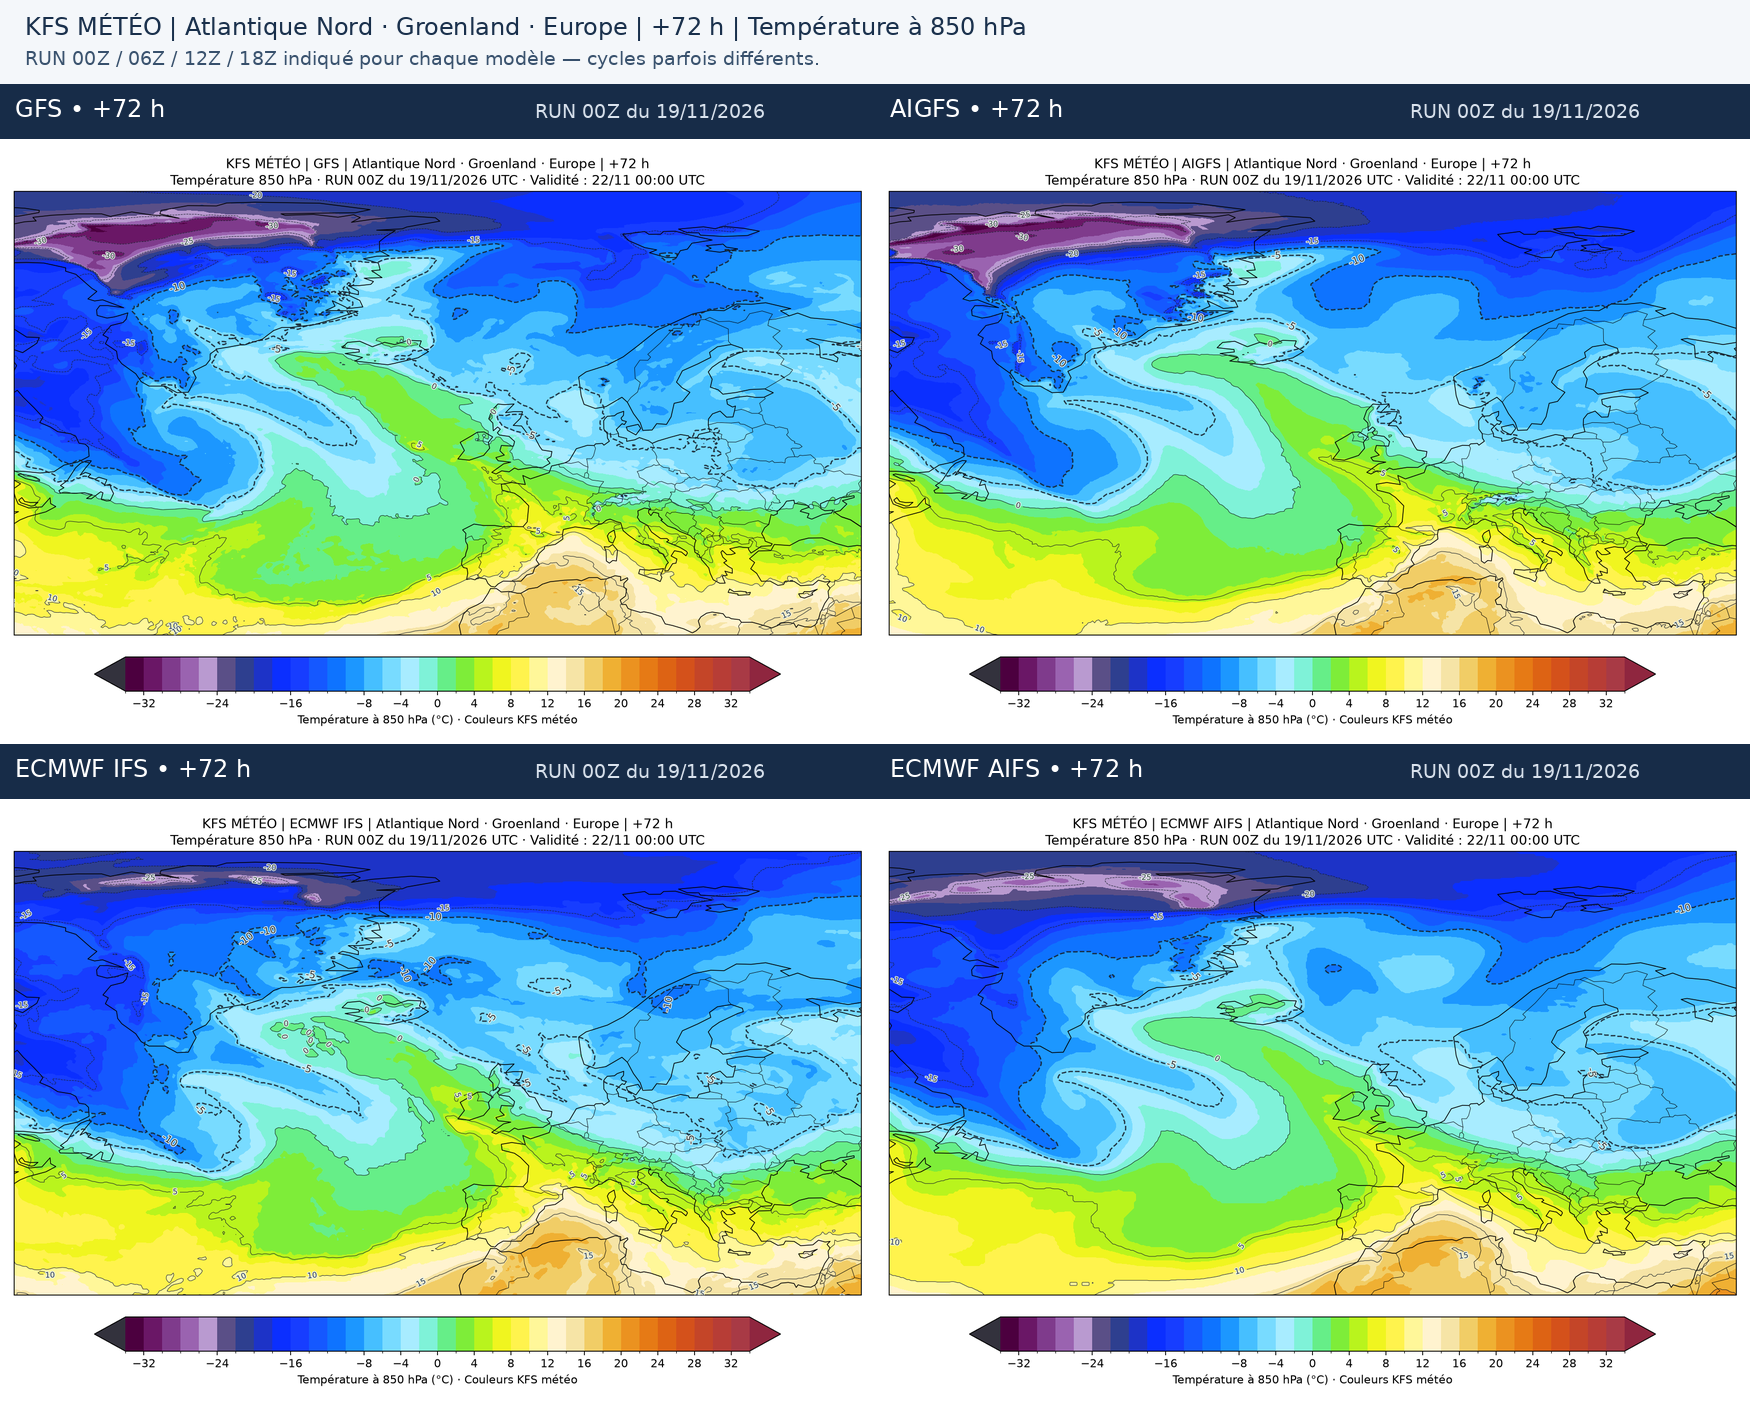 KFS MÉTÉO | Atlantique Nord · Groenland · Europe | +72 h | Température à 850 hPa
RUN 00Z / 06Z / 12Z / 18Z indiqué pour chaque modèle — cycles parfois différents.
GFS • +72 h
RUN 00Z du 19/11/2026
AIGFS • +72 h
RUN 00Z du 19/11/2026
KFS MÉTÉO | GFS | Atlantique Nord · Groenland · Europe | +72 h
Température 850 hPa · RUN 00Z du 19/11/2026 UTC · Validité : 22/11 00:00 UTC
KFS MÉTÉO | AIGFS | Atlantique Nord · Groenland · Europe | +72 h
Température 850 hPa · RUN 00Z du 19/11/2026 UTC · Validité : 22/11 00:00 UTC
−32 −24 −16 −8 −4 0 4 8 12 16 20 24 28 32
Température à 850 hPa (°C) · Couleurs KFS météo
−32 −24 −16 −8 −4 0 4 8 12 16 20 24 28 32
Température à 850 hPa (°C) · Couleurs KFS météo
ECMWF IFS • +72 h
RUN 00Z du 19/11/2026
ECMWF AIFS • +72 h
RUN 00Z du 19/11/2026
KFS MÉTÉO | ECMWF IFS | Atlantique Nord · Groenland · Europe | +72 h
Température 850 hPa · RUN 00Z du 19/11/2026 UTC · Validité : 22/11 00:00 UTC
KFS MÉTÉO | ECMWF AIFS | Atlantique Nord · Groenland · Europe | +72 h
Température 850 hPa · RUN 00Z du 19/11/2026 UTC · Validité : 22/11 00:00 UTC
−32 −24 −16 −8 −4 0 4 8 12 16 20 24 28 32
Température à 850 hPa (°C) · Couleurs KFS météo
−32 −24 −16 −8 −4 0 4 8 12 16 20 24 28 32
Température à 850 hPa (°C) · Couleurs KFS météo